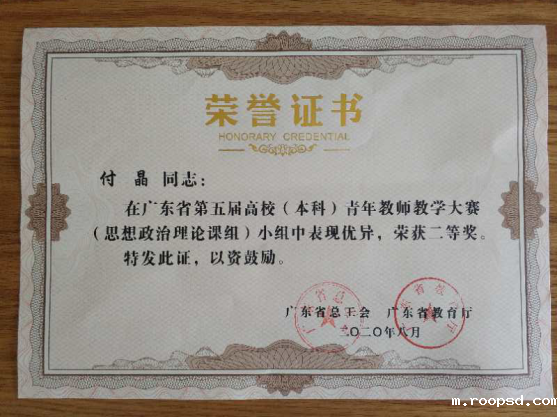 荣誉证书
HONORARY CREDENTIAL
付 晶 同志：
在广东省第五届高校（本科）青年教师教学大赛
（思想政治理论课组）小组中表现优异，荣获二等奖。
特发此证，以资鼓励。
广东省总工会 广东省教育厅
二〇二〇年八月
m.roopsd.com